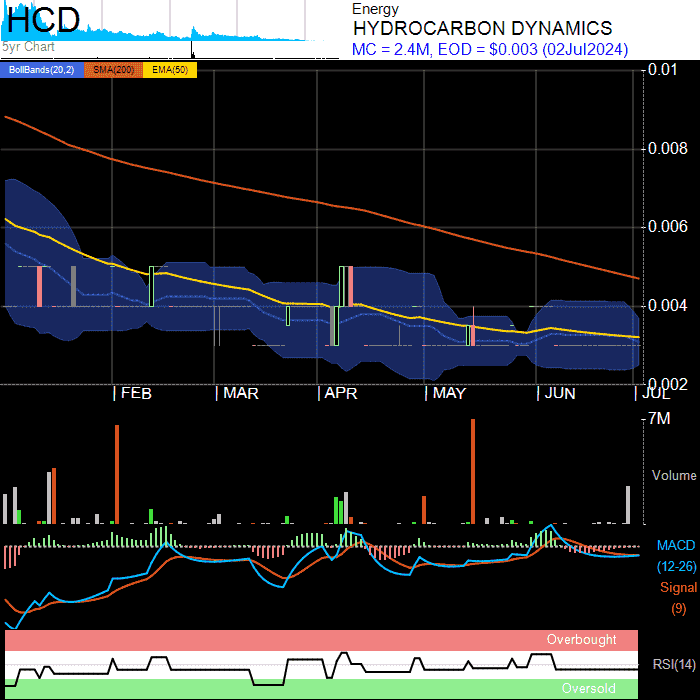 HCD
5yr Chart
Energy
HYDROCARBON DYNAMICS
MC = 2.4M, EOD = $0.003 (02Jul2024)
BollBands(20,2) SMA(200) EMA(50)
0.01
0.008
0.006
0.004
0.002
FEB MAR APR MAY JUN JUL
7M
Volume
MACD
(12-26)
Signal
(9)
Overbought
RSI(14)
Oversold